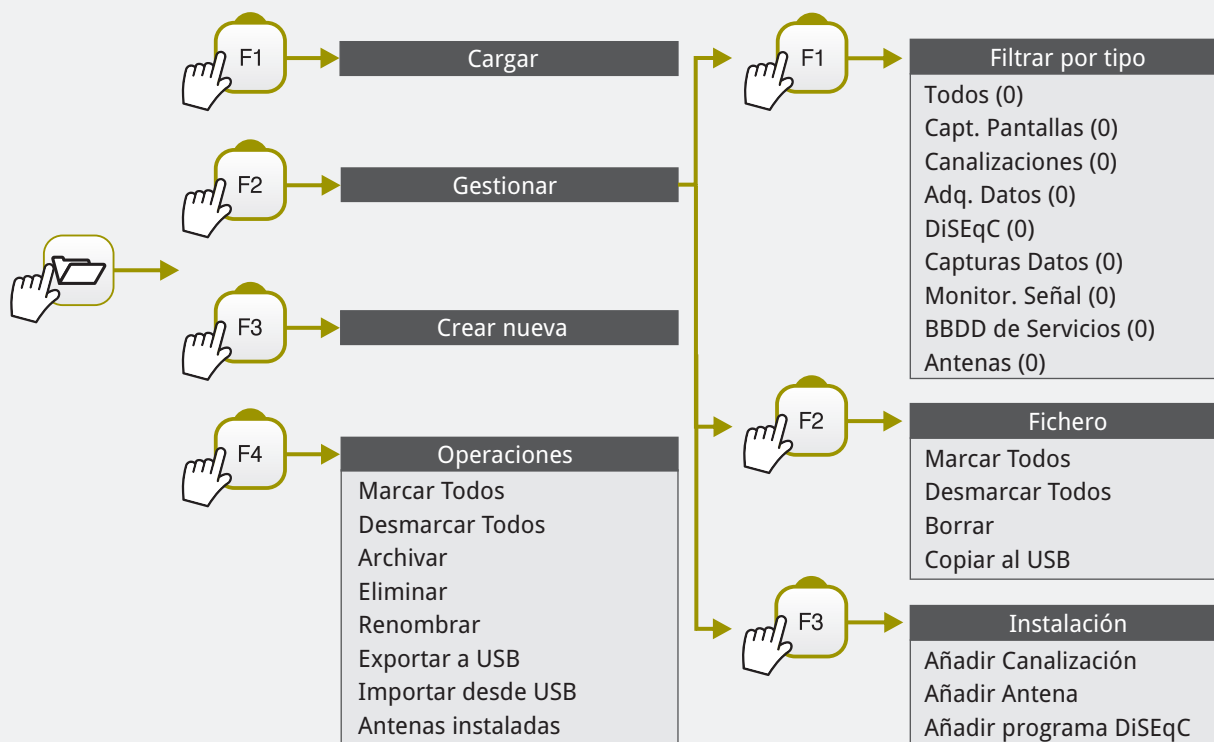 F1
Cargar
F2
Gestionar
F3
Crear nueva
F4
Operaciones
Marcar Todos
Desmarcar Todos
Archivar
Eliminar
Renombrar
Exportar a USB
Importar desde USB
Antenas instaladas
F1
Filtrar por tipo
Todos (0)
Capt. Pantallas (0)
Canalizaciones (0)
Adq. Datos (0)
DiSEqC (0)
Capturas Datos (0)
Monitor. Señal (0)
BBDD de Servicios (0)
Antenas (0)
F2
Fichero
Marcar Todos
Desmarcar Todos
Borrar
Copiar al USB
F3
Instalación
Añadir Canalización
Añadir Antena
Añadir programa DiSEqC